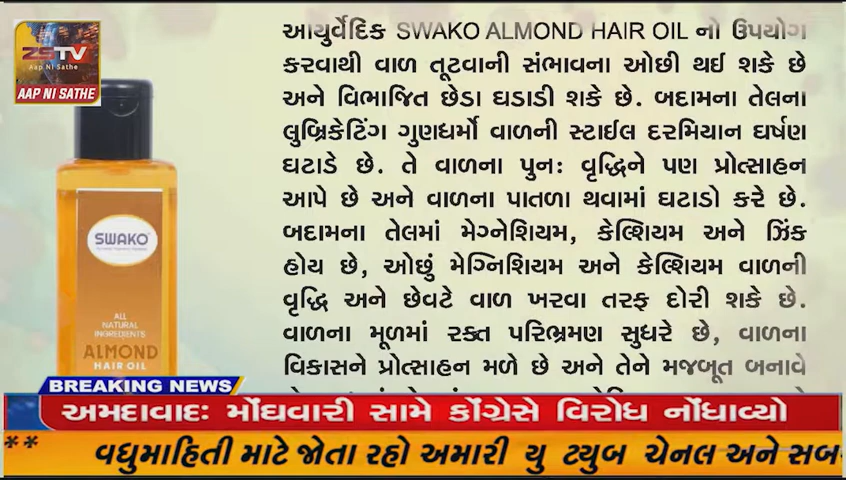 ZSTV
Aap Ni Sathe
AAP NI SATHE
આયુર્વેદિક SWAKO ALMOND HAIR OIL નો ઉપયોગ
કરવાથી વાળ તૂટવાની સંભાવના ઓછી થઈ શકે છે
અને વિભાજિત છેડા ઘડાડી શકે છે. બદામના તેલના
લુબ્રિકેટિંગ ગુણધર્મો વાળની સ્ટાઈલ દરમિયાન ઘર્ષણ
ઘટાડે છે. તે વાળના પુનઃ વૃદ્ધિને પણ પ્રોત્સાહન
આપે છે અને વાળના પાતળા થવામાં ઘટાડો કરે છે.
બદામના તેલમાં મેગ્નેશિયમ, કેલ્શિયમ અને ઝિંક
હોય છે, ઓછું મેગ્નિશિયમ અને કેલ્શિયમ વાળની
વૃદ્ધિ અને છેવટે વાળ ખરવા તરફ દોરી શકે છે.
વાળના મૂળમાં રક્ત પરિભ્રમણ સુધરે છે, વાળના
વિકાસને પ્રોત્સાહન મળે છે અને તેને મજબૂત બનાવે
SWAKO
ALL
NATURAL
INGREDIENTS
ALMOND
HAIR OIL
BREAKING NEWS
અમદાવાદઃ મોંઘવારી સામે કોંગ્રેસે વિરોધ નોંધાવ્યો
** વધુમાહિતી માટે જોતા રહો અમારી યુ ટ્યુબ ચેનલ અને સબ